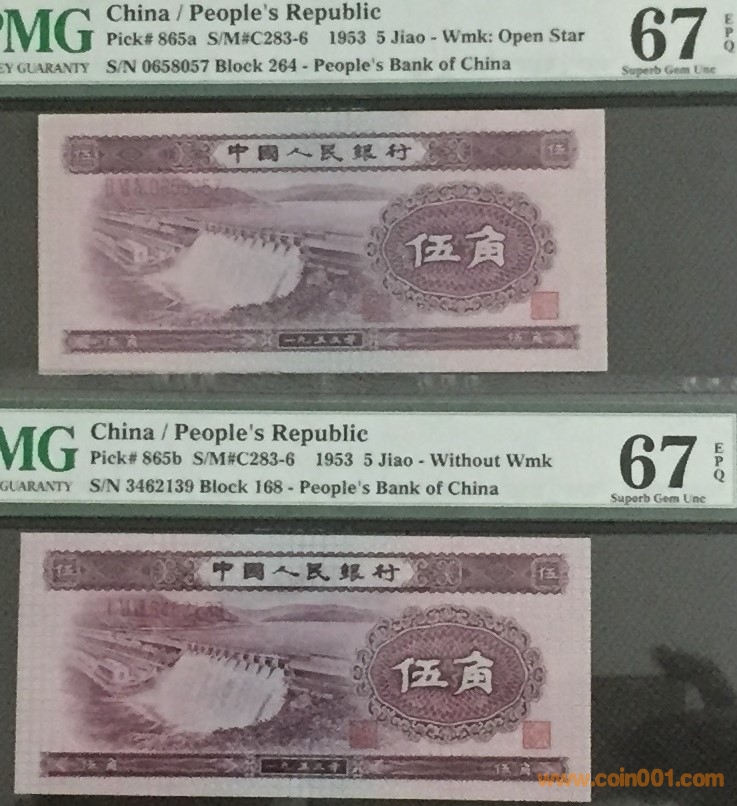 China / People's Republic
PMG Pick# 865a S/M#C283-6 1953 5 Jiao - Wmk: Open Star 67 EPQ
EY GUARANTY S/N 0658057 Block 264 - People's Bank of China Superb Gem Unc
伍 中國人民銀行 伍
伍角
伍角 一九五三年 伍角
China / People's Republic
MG Pick# 865b S/M#C283-6 1953 5 Jiao - Without Wmk 67 EPQ
GUARANTY S/N 3462139 Block 168 - People's Bank of China Superb Gem Unc
伍 中國人民銀行 伍
伍角
伍角 一九五三年 伍角
www.coin001.com